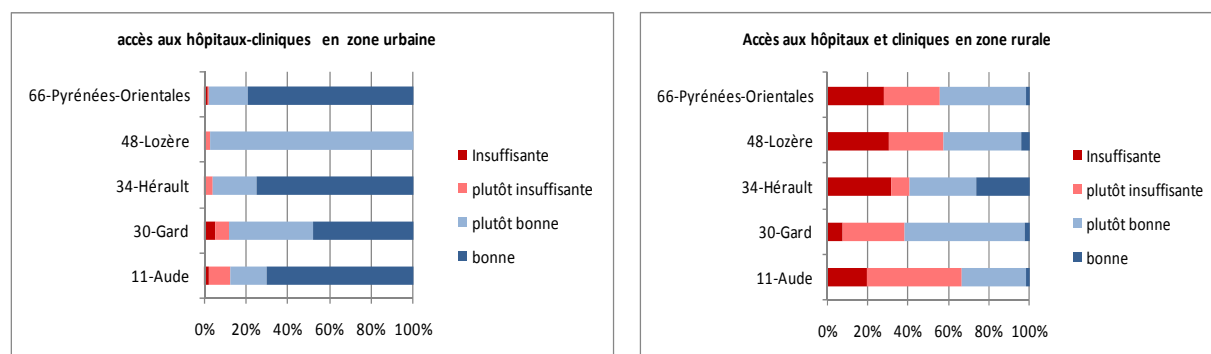 accès aux hôpitaux-cliniques en zone urbaine
66-Pyrénées-Orientales
48-Lozère
34-Hérault
30-Gard
11-Aude
0% 20% 40% 60% 80% 100%
Insuffisante
plutôt insuffisante
plutôt bonne
bonne
Accès aux hôpitaux et cliniques en zone rurale
66-Pyrénées-Orientales
48-Lozère
34-Hérault
30-Gard
11-Aude
0% 20% 40% 60% 80% 100%
Insuffisante
plutôt insuffisante
plutôt bonne
bonne